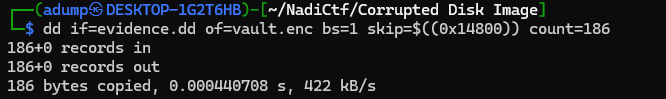 ┌──(adump㉿DESKTOP-1G2T6HB)-[~/NadiCtf/Corrupted Disk Image]
└─$ dd if=evidence.dd of=vault.enc bs=1 skip=$((0x14800)) count=186
186+0 records in
186+0 records out
186 bytes copied, 0.000440708 s, 422 kB/s